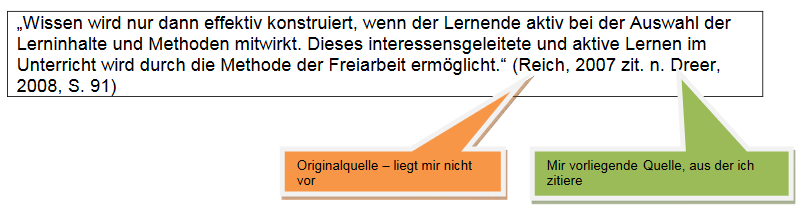 „Wissen wird nur dann effektiv konstruiert, wenn der Lernende aktiv bei der Auswahl der
Lerninhalte und Methoden mitwirkt. Dieses interessensgeleitete und aktive Lernen im
Unterricht wird durch die Methode der Freiarbeit ermöglicht.“ (Reich, 2007 zit. n. Dreer,
2008, S. 91)
Originalquelle – liegt mir nicht
vor
Mir vorliegende Quelle, aus der ich
zitiere